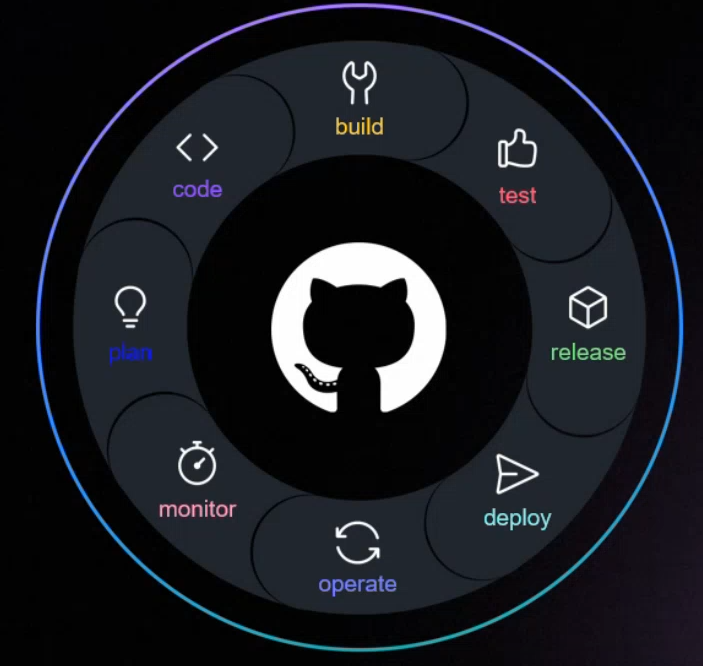 build
code
test
plan
release
monitor
deploy
operate